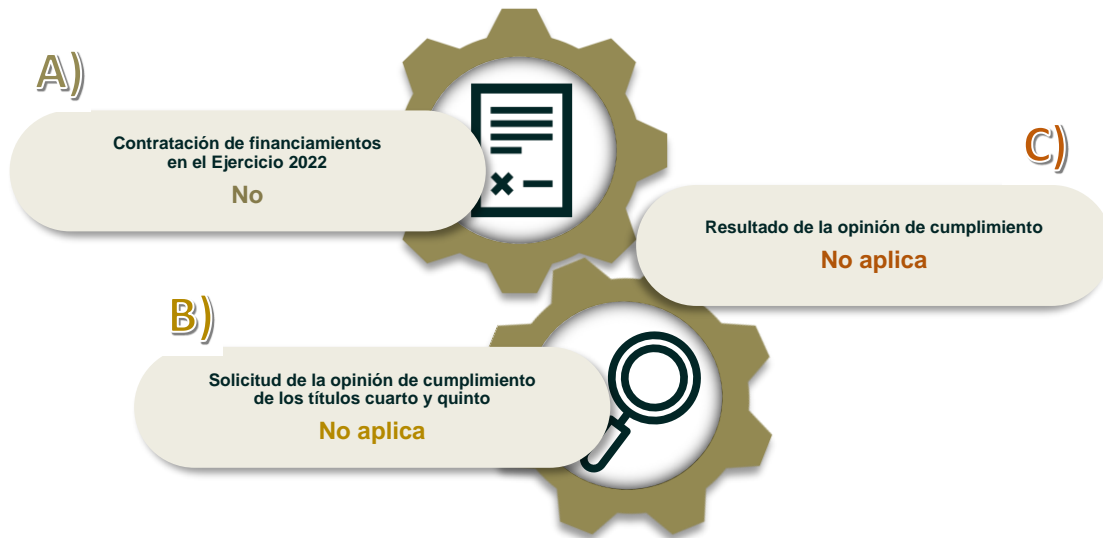 A)
Contratación de financiamientos
en el Ejercicio 2022
No
B)
Solicitud de la opinión de cumplimiento
de los títulos cuarto y quinto
No aplica
C)
Resultado de la opinión de cumplimiento
No aplica